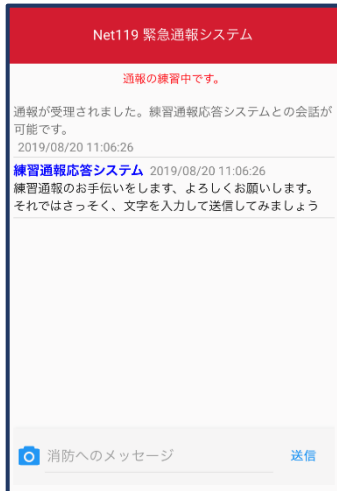 Net119 緊急通報システム
通報の練習中です。
通報が受理されました。練習通報応答システムとの会話が
可能です。
2019/08/20 11:06:26
練習通報応答システム 2019/08/20 11:06:26
練習通報のお手伝いをします、よろしくお願いします。
それではさっそく、文字を入力して送信してみましょう
消防へのメッセージ 送信